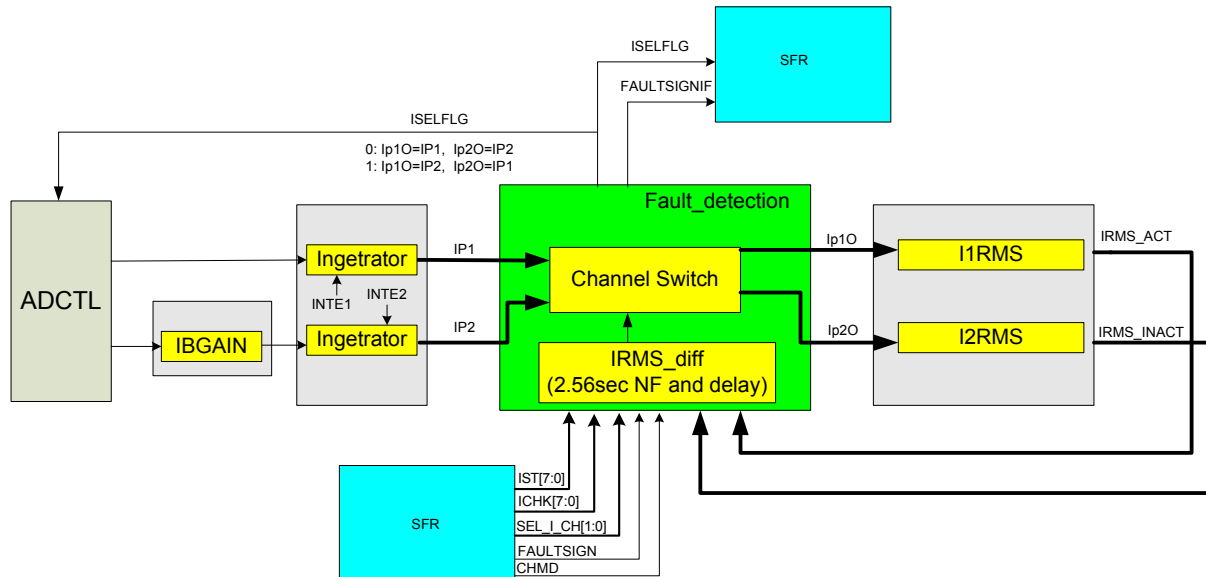 ISELFLG
SFR
FAULTSIGNIF
ISELFLG
0: Ip1O=IP1, Ip2O=IP2
1: Ip1O=IP2, Ip2O=IP1
Fault_detection
Ingetrator
IP1
Ip1O
I1RMS
IRMS_ACT
Channel Switch
ADCTL
INTE1
INTE2
IBGAIN
Ingetrator
IP2
Ip2O
I2RMS
IRMS_INACT
IRMS_diff
(2.56sec NF and delay)
SFR
IST[7:0]
ICHK[7:0]
SEL_I_CH[1:0]
FAULTSIGN
CHMD